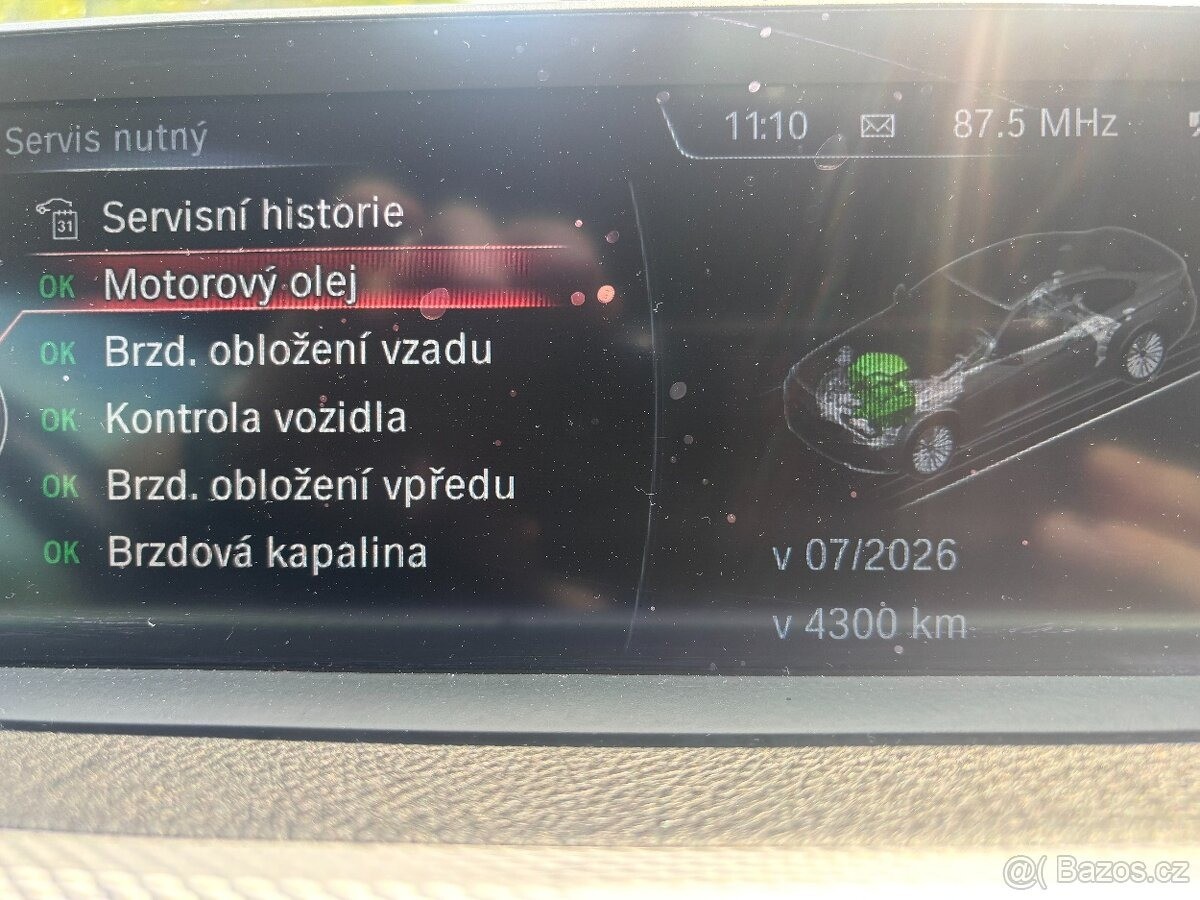 Servis nutný
11:10
87.5 MHz
31
Servisní historie
OK Motorový olej
OK Brzd. obložení vzadu
OK Kontrola vozidla
OK Brzd. obložení vpředu
OK Brzdová kapalina
v 07/2026
v 4300 km
@( Bazos.cz